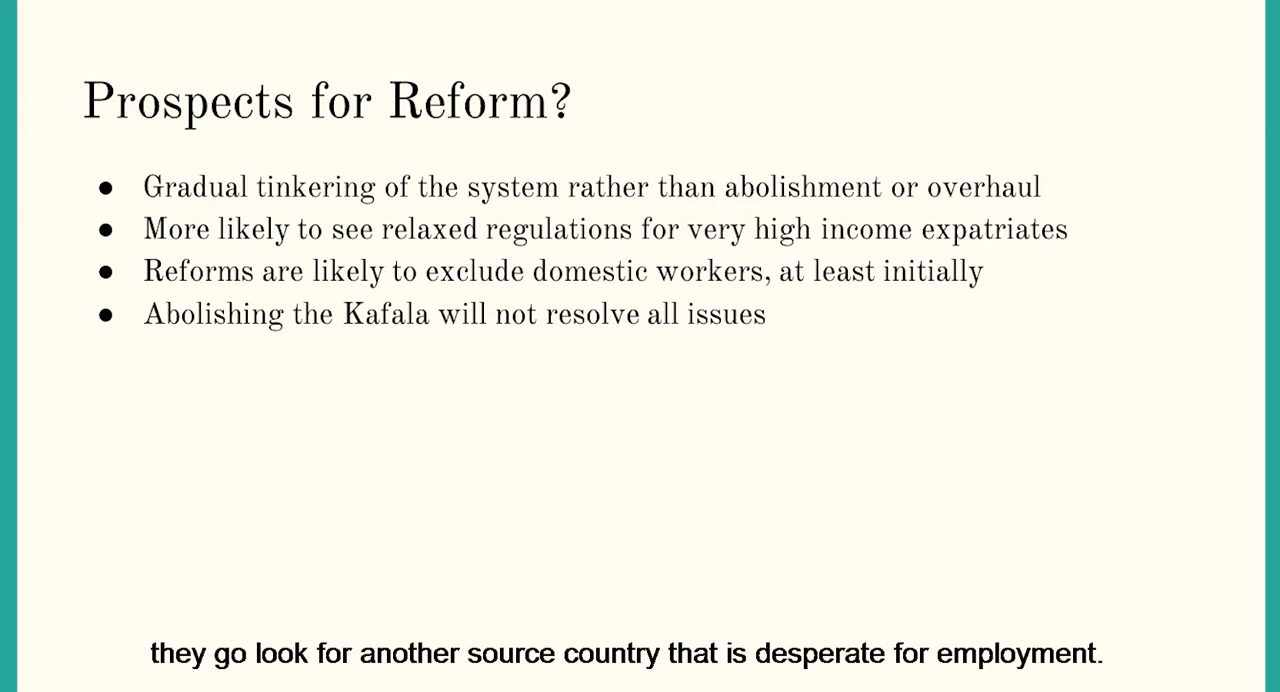 Prospects for Reform?
● Gradual tinkering of the system rather than abolishment or overhaul
● More likely to see relaxed regulations for very high income expatriates
● Reforms are likely to exclude domestic workers, at least initially
● Abolishing the Kafala will not resolve all issues
they go look for another source country that is desperate for employment.